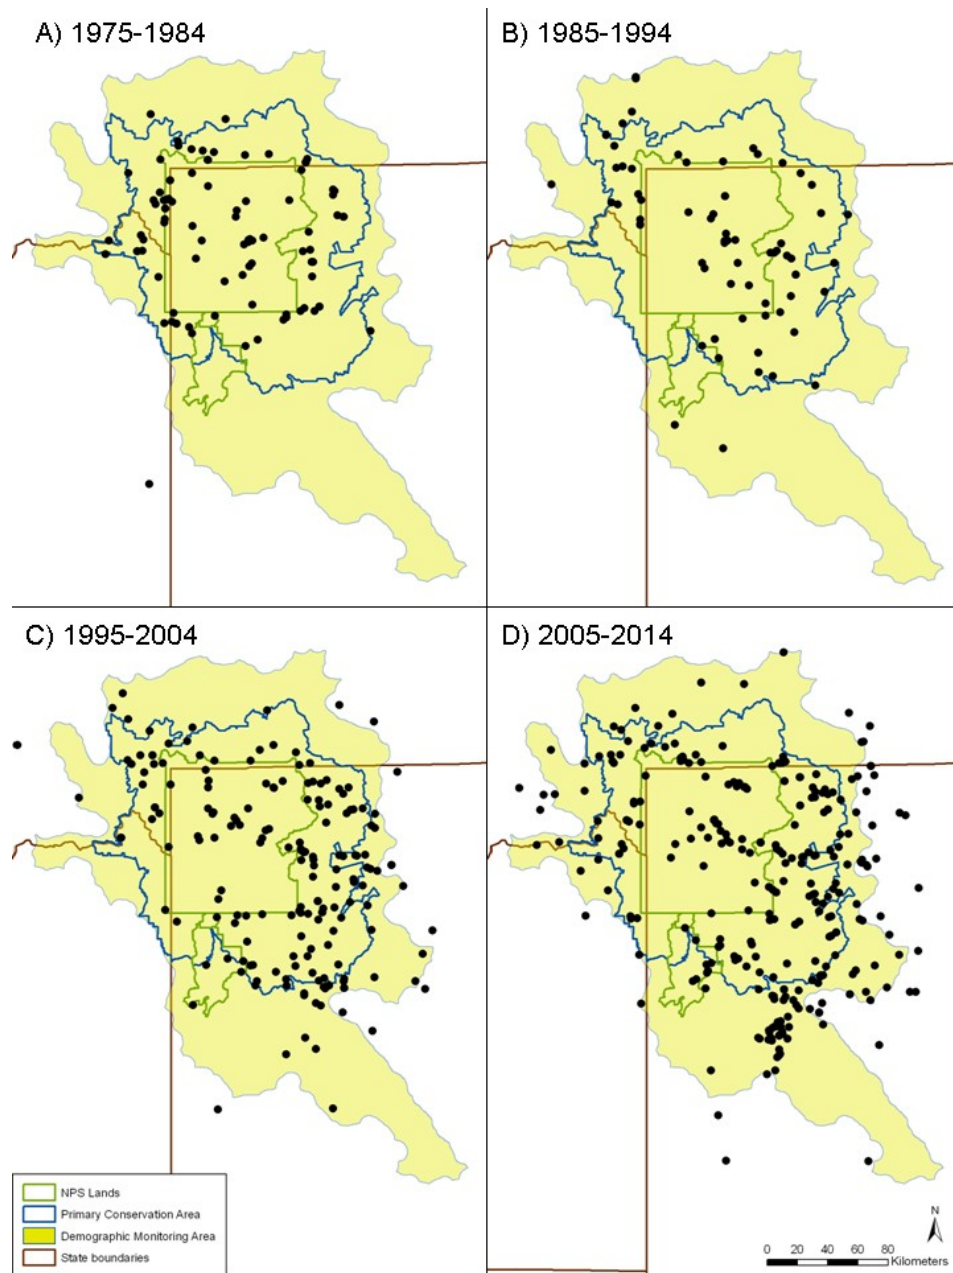 A) 1975-1984
B) 1985-1994
C) 1995-2004
D) 2005-2014
NPS Lands
Primary Conservation Area
Demographic Monitoring Area
State boundaries
N
0 20 40 60 80
Kilometers